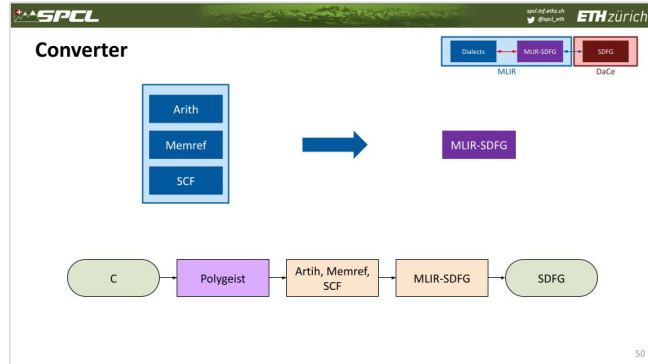 SPCL
spcl.inf.ethz.ch
@spcl_eth
ETH zürich
Converter
Dialects
MLIR-SDFG
SDFG
MLIR
DaCe
Arith
Memref
SCF
MLIR-SDFG
C
Polygeist
Artih, Memref,
SCF
MLIR-SDFG
SDFG
50